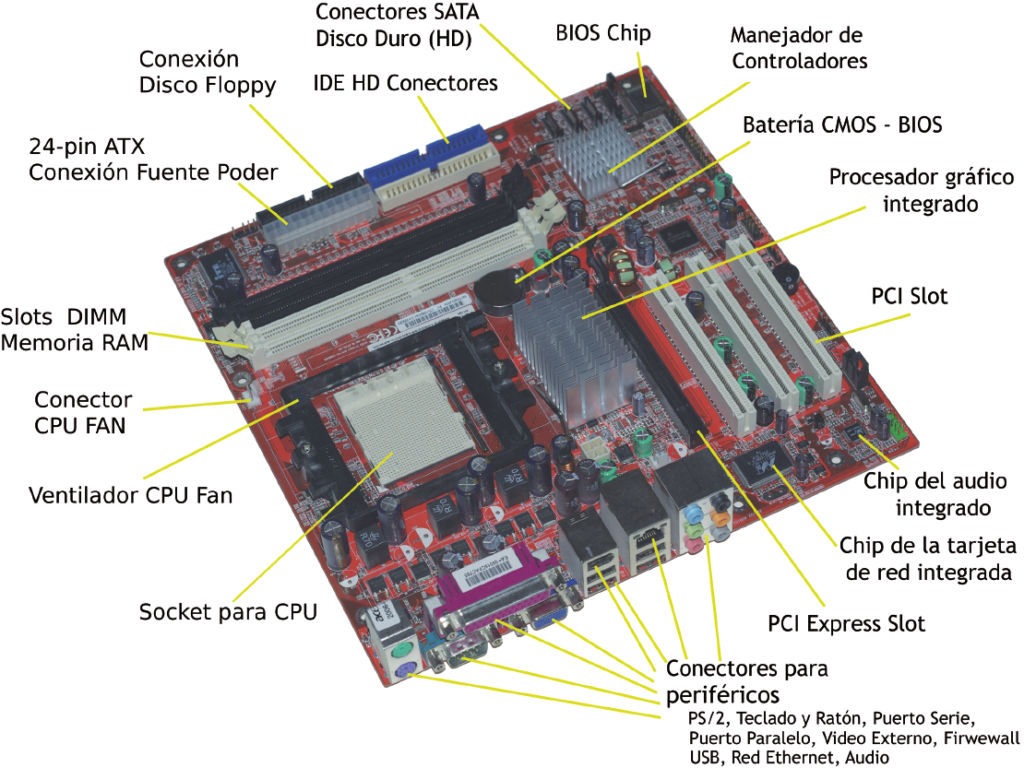 Conectores SATA
Disco Duro (HD)
BIOS Chip
Manejador de
Controladores
Conexión
Disco Floppy
IDE HD Conectores
Batería CMOS - BIOS
24-pin ATX
Conexión Fuente Poder
Procesador gráfico
integrado
PCI Slot
Slots DIMM
Memoria RAM
Conector
CPU FAN
Ventilador CPU Fan
Chip del audio
integrado
Chip de la tarjeta
de red integrada
Socket para CPU
PCI Express Slot
Conectores para
periféricos
PS/2, Teclado y Ratón, Puerto Serie,
Puerto Paralelo, Video Externo, Firwewall
USB, Red Ethernet, Audio